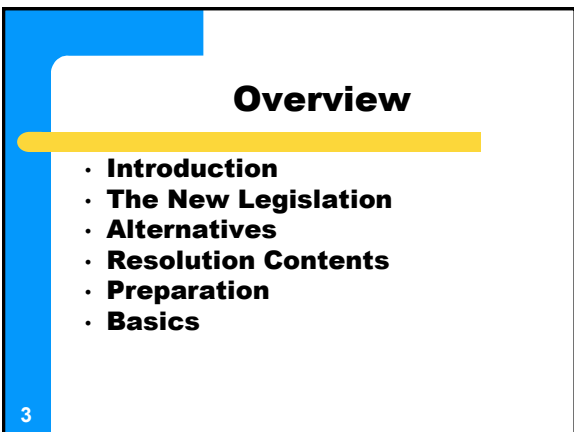 Overview
• Introduction
• The New Legislation
• Alternatives
• Resolution Contents
• Preparation
• Basics
3